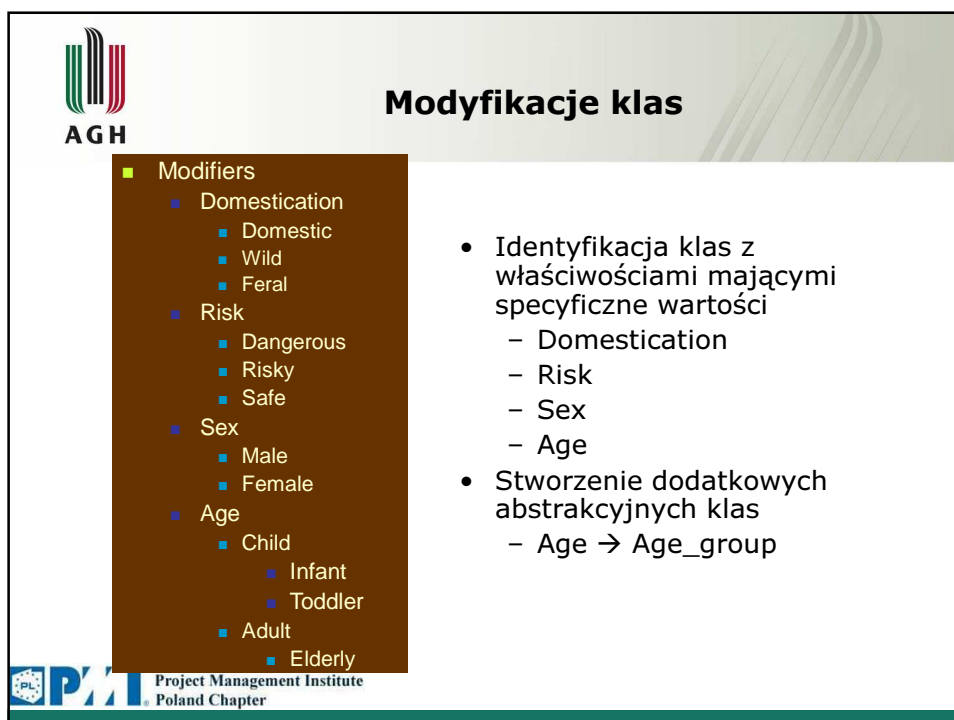 AGH
Modyfikacje klas
Modifiers
Domestication
Domestic
Wild
Feral
Risk
Dangerous
Risky
Safe
Sex
Male
Female
Age
Child
Infant
Toddler
Adult
Elderly
• Identyfikacja klas z
właściwościami mającymi
specyficzne wartości
– Domestication
– Risk
– Sex
– Age
• Stworzenie dodatkowych
abstrakcyjnych klas
– Age → Age_group
PL
Project Management Institute
Poland Chapter